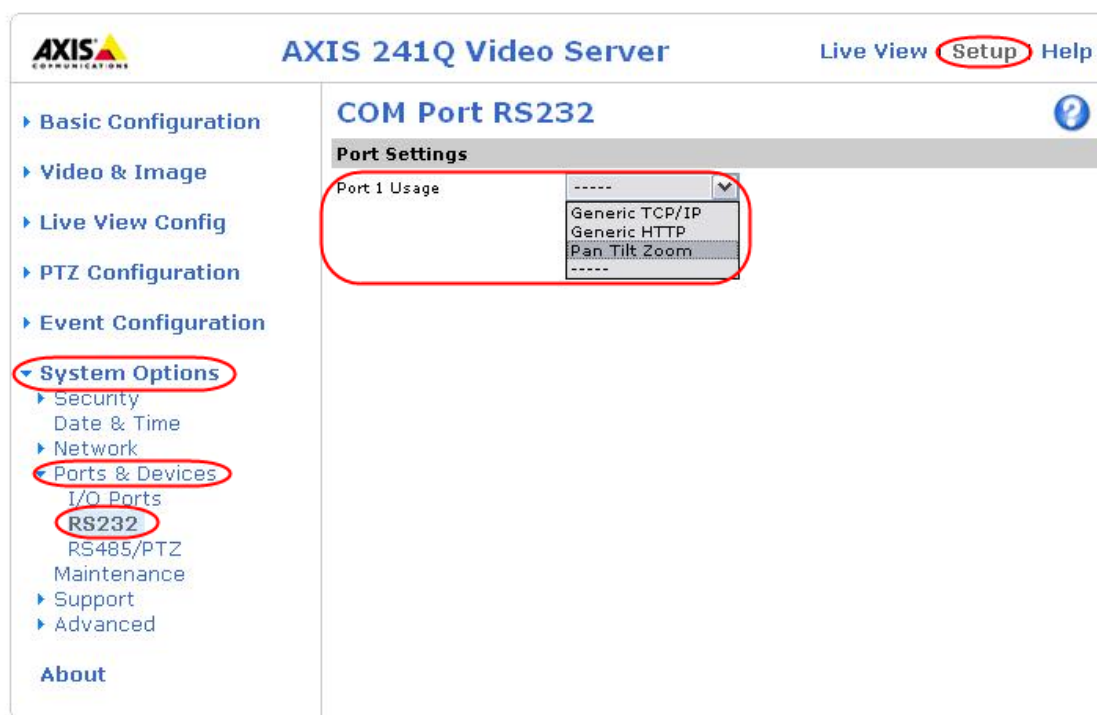 AXIS
COMMUNICATIONS
AXIS 241Q Video Server
Live View | Setup | Help
Basic Configuration
Video & Image
Live View Config
PTZ Configuration
Event Configuration
System Options
Security
Date & Time
Network
Ports & Devices
I/O Ports
RS232
RS485/PTZ
Maintenance
Support
Advanced
About
COM Port RS232
?
Port Settings
Port 1 Usage
-----
Generic TCP/IP
Generic HTTP
Pan Tilt Zoom
-----